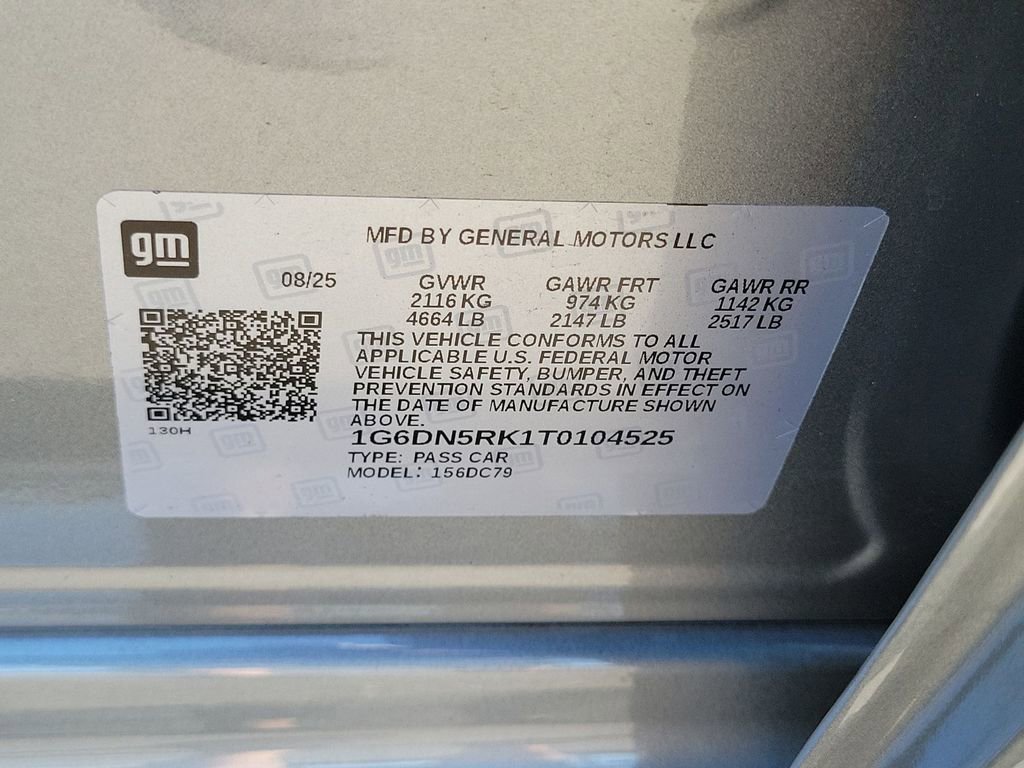 gm
MFD BY GENERAL MOTORS LLC
08/25
GVWR GAWR FRT GAWR RR
2116 KG 974 KG 1142 KG
4664 LB 2147 LB 2517 LB
THIS VEHICLE CONFORMS TO ALL
APPLICABLE U.S. FEDERAL MOTOR
VEHICLE SAFETY, BUMPER, AND THEFT
PREVENTION STANDARDS IN EFFECT ON
THE DATE OF MANUFACTURE SHOWN
ABOVE.
130H
1G6DN5RK1T0104525
TYPE: PASS CAR
MODEL: 156DC79